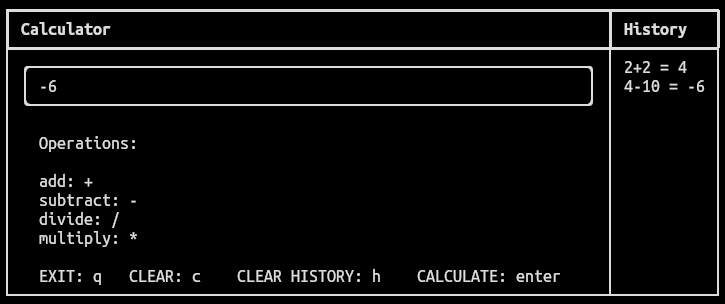 Calculator
History
-6
2+2 = 4
4-10 = -6
Operations:
add: +
subtract: -
divide: /
multiply: *
EXIT: q   CLEAR: c    CLEAR HISTORY: h    CALCULATE: enter